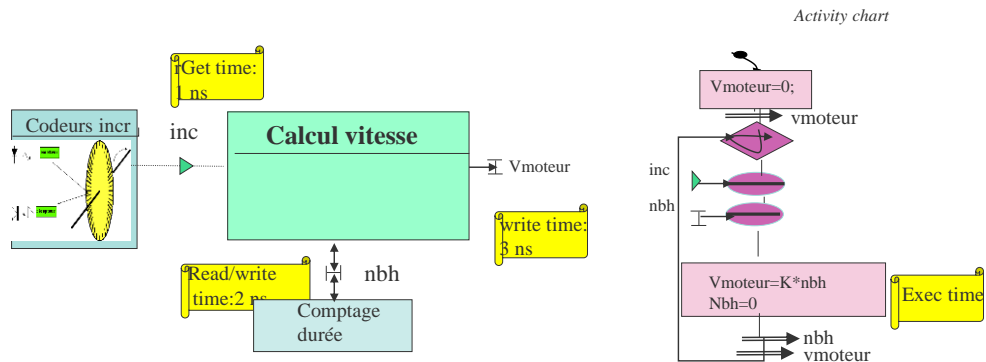 Activity chart
rGet time:
1 ns
Codeurs incr
inc
Calcul vitesse
Vmoteur
write time:
3 ns
Read/write
time:2 ns
nbh
Comptage
durée
Vmoteur=0;
vmoteur
inc
nbh
Vmoteur=K*nbh
Nbh=0
Exec time
nbh
vmoteur